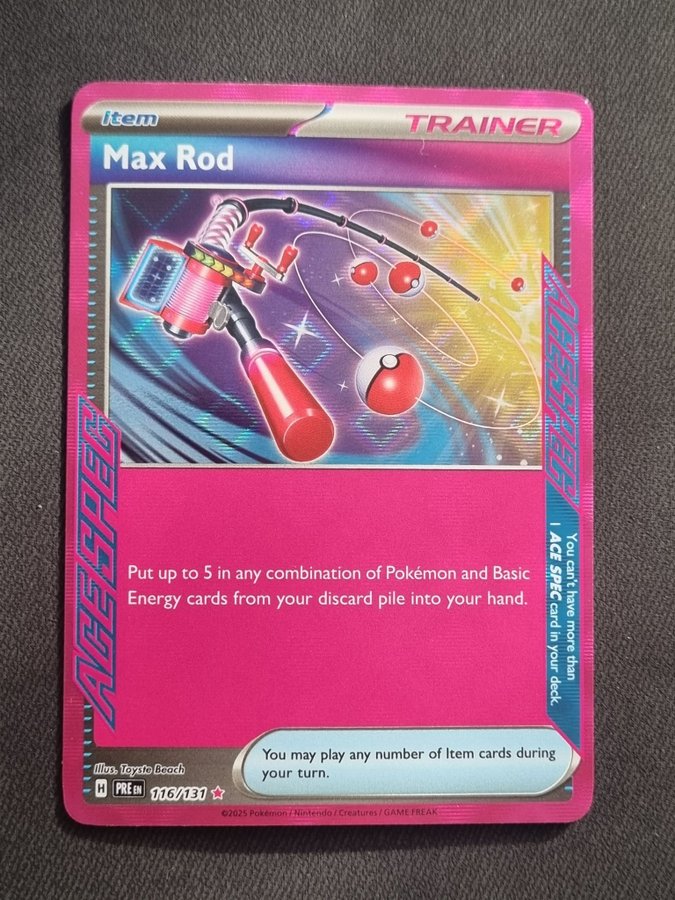 item
TRAINER
Max Rod
ACE SPEC
ACE SPEC
You can't have more than
1 ACE SPEC card in your deck.
Put up to 5 in any combination of Pokémon and Basic
Energy cards from your discard pile into your hand.
You may play any number of Item cards during
your turn.
Illus. Toyste Beach
H PRE EN 116/131
©2025 Pokémon / Nintendo / Creatures / GAME FREAK